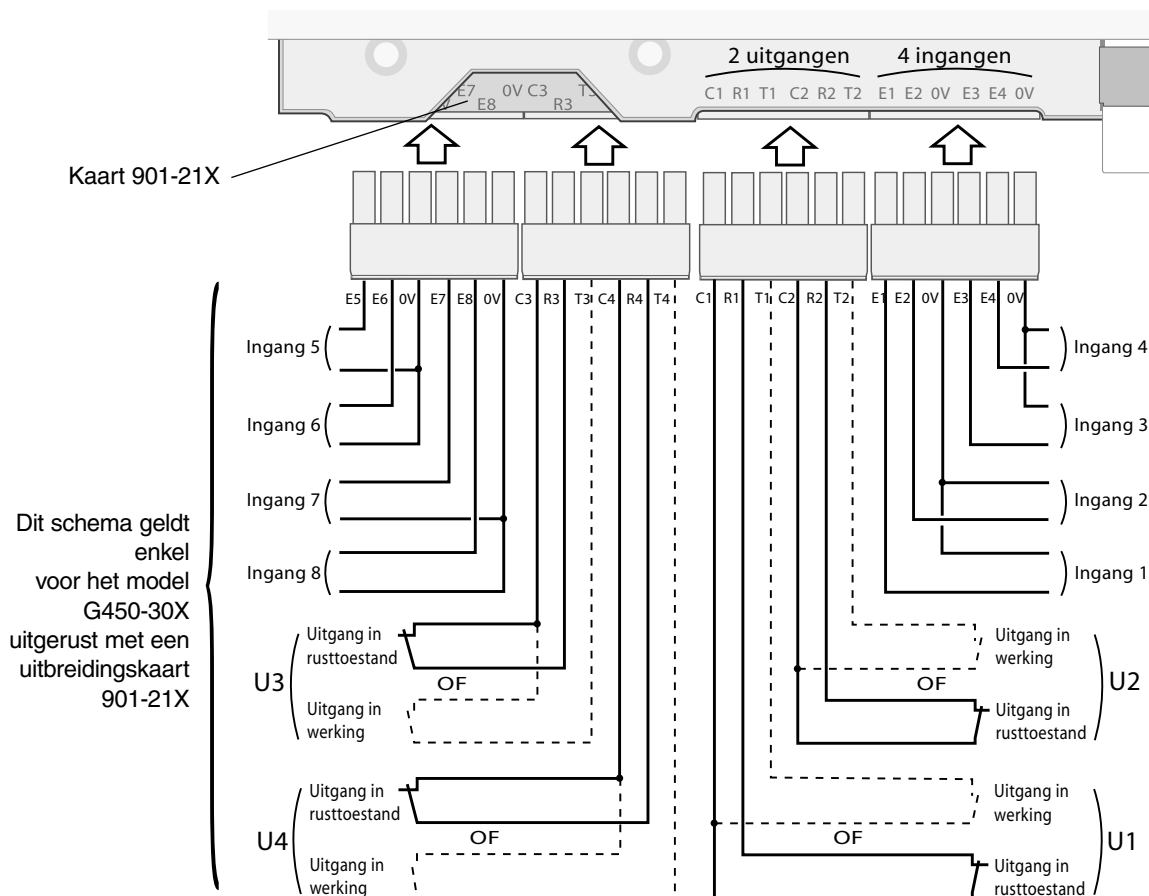 2 uitgangen 4 ingangen
E7 E8 0V C3 R3 C1 R1 T1 C2 R2 T2 E1 E2 0V E3 E4 0V
Kaart 901-21X
E5 E6 0V E7 E8 0V C3 R3 T3 C4 R4 T4 C1 R1 T1 C2 R2 T2 E1 E2 0V E3 E4 0V
Ingang 5
Ingang 6
Ingang 7
Ingang 8
Ingang 4
Ingang 3
Ingang 2
Ingang 1
Dit schema geldt
enkel
voor het model
G450-30X
uitgerust met een
uitbreidingskaart
901-21X
U3
Uitgang in
rusttoestand
OF
Uitgang in
werking
U4
Uitgang in
rusttoestand
OF
Uitgang in
werking
Uitgang in
werking
OF
Uitgang in
rusttoestand
U2
Uitgang in
werking
OF
Uitgang in
rusttoestand
U1